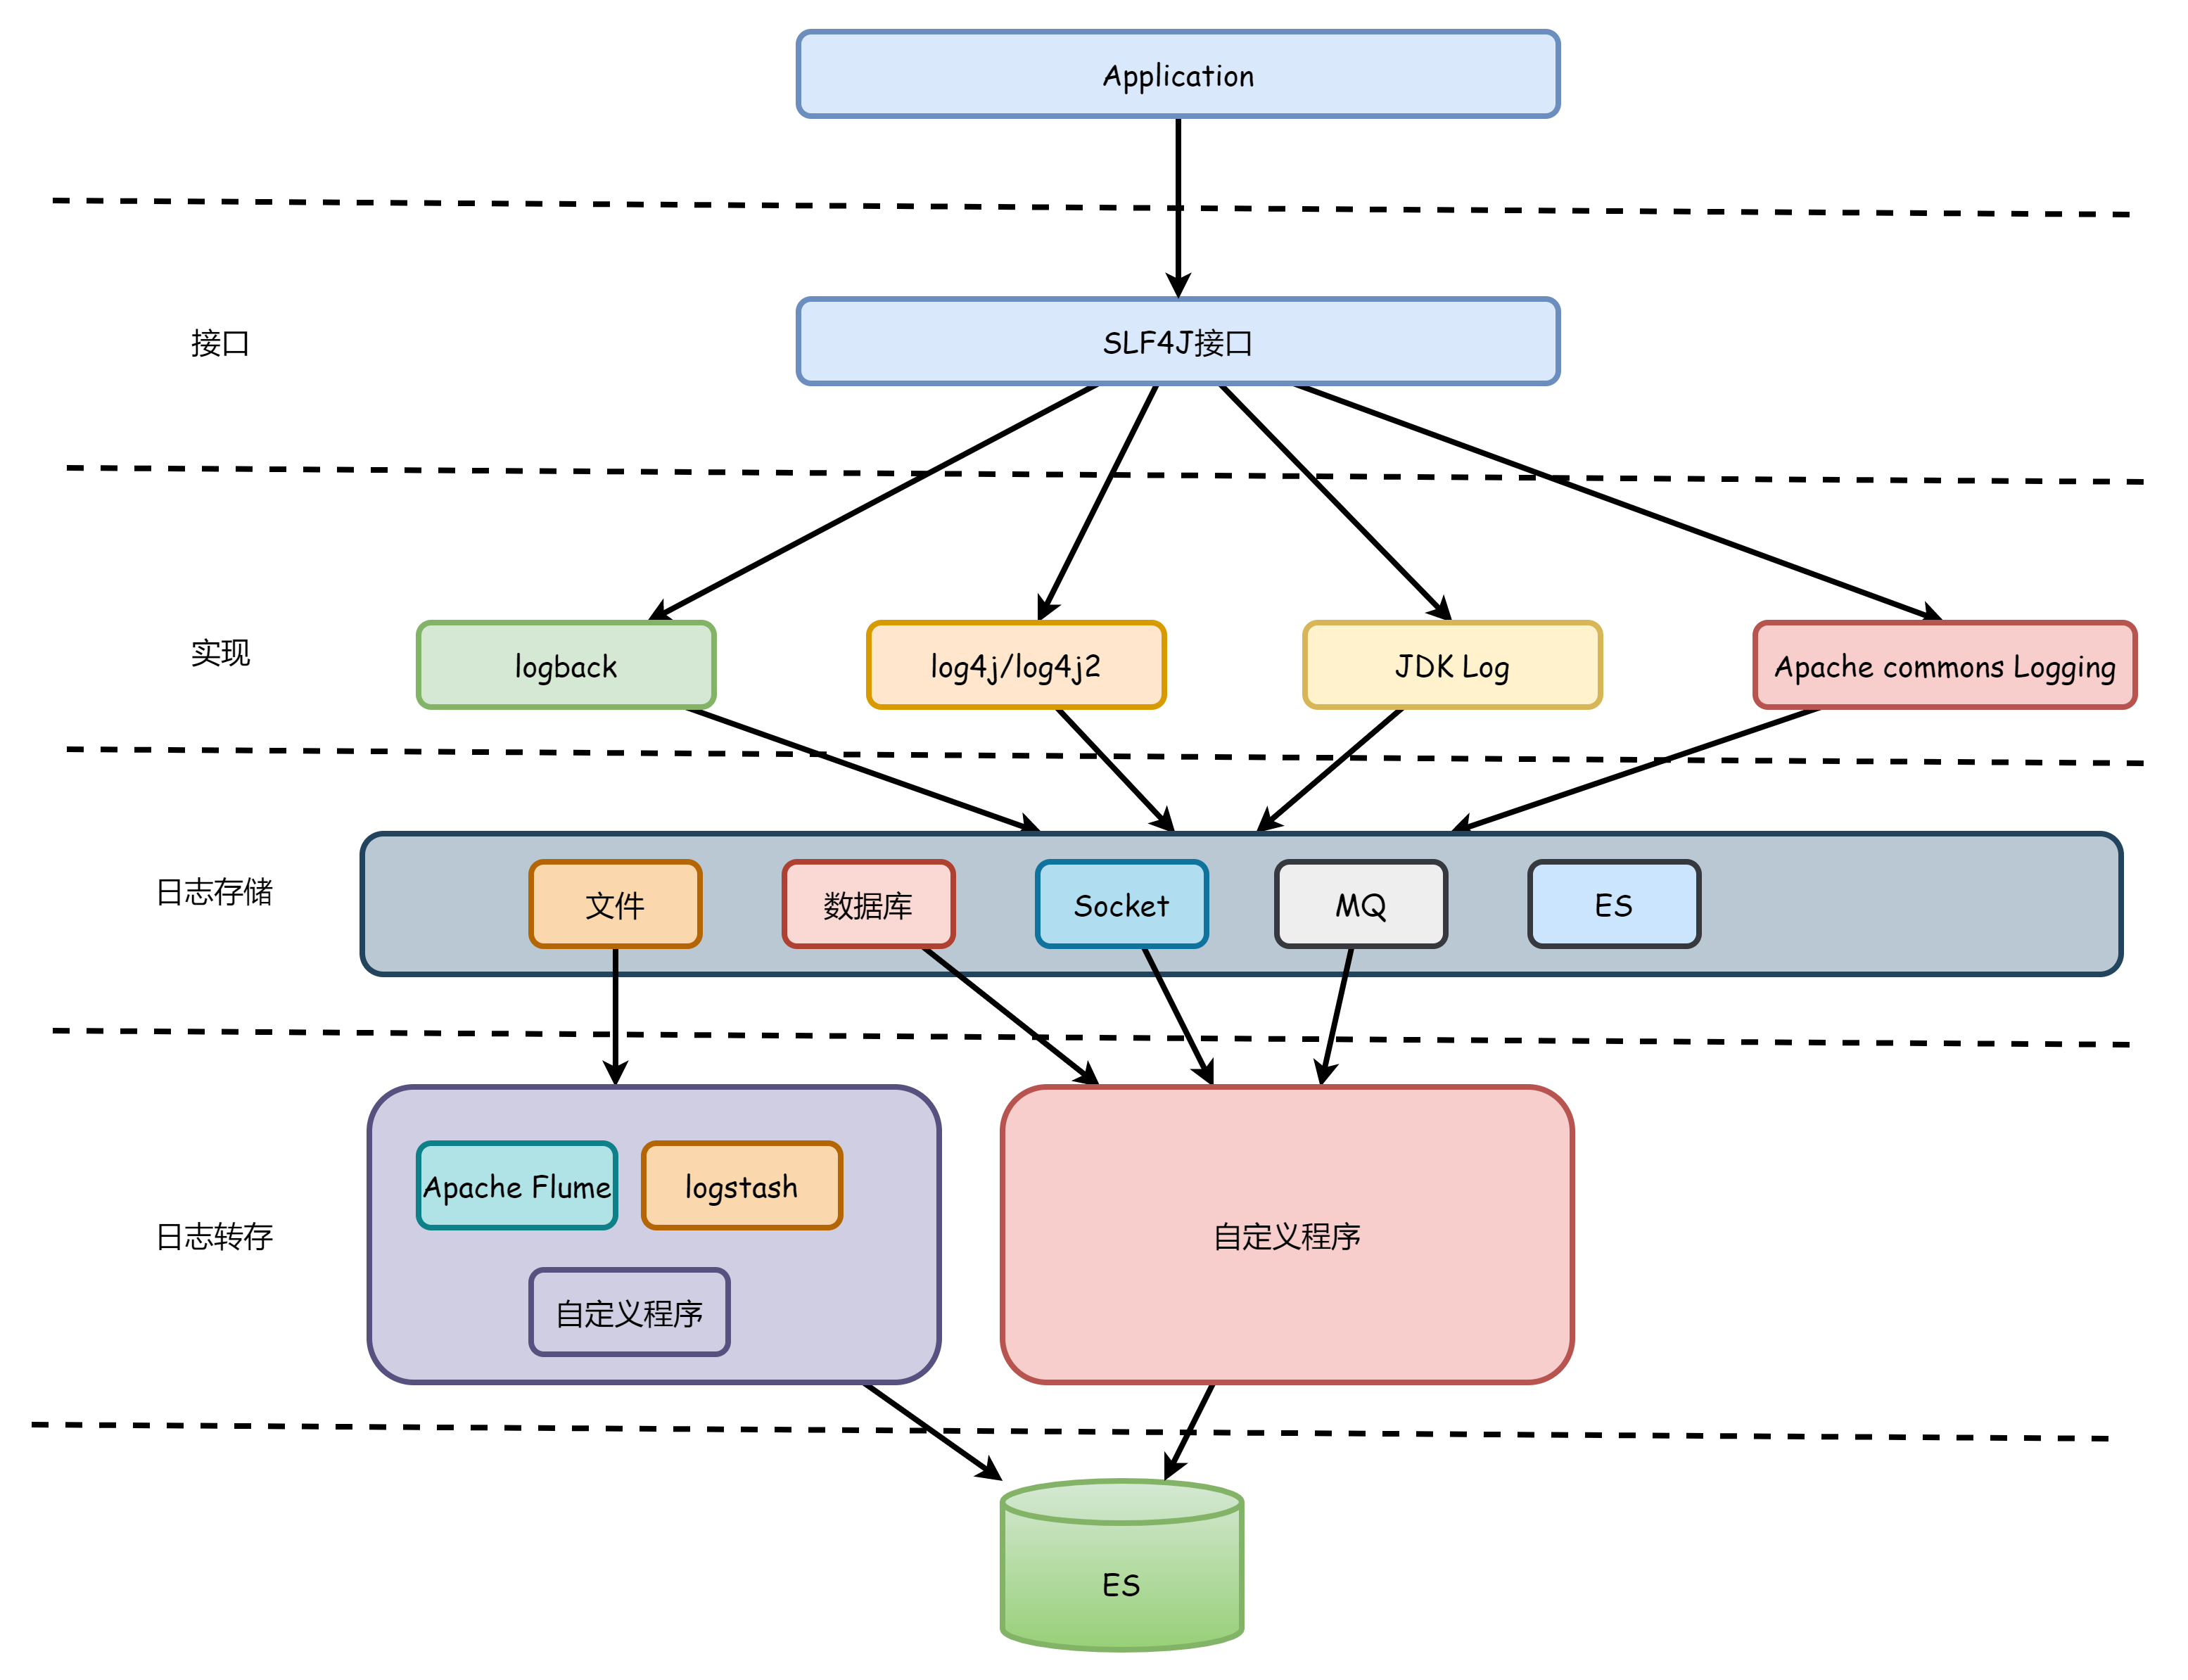 Application
接口
SLF4J接口
实现
logback
log4j/log4j2
JDK Log
Apache commons Logging
日志存储
文件
数据库
Socket
MQ
ES
日志转存
Apache Flume
logstash
自定义程序
自定义程序
ES